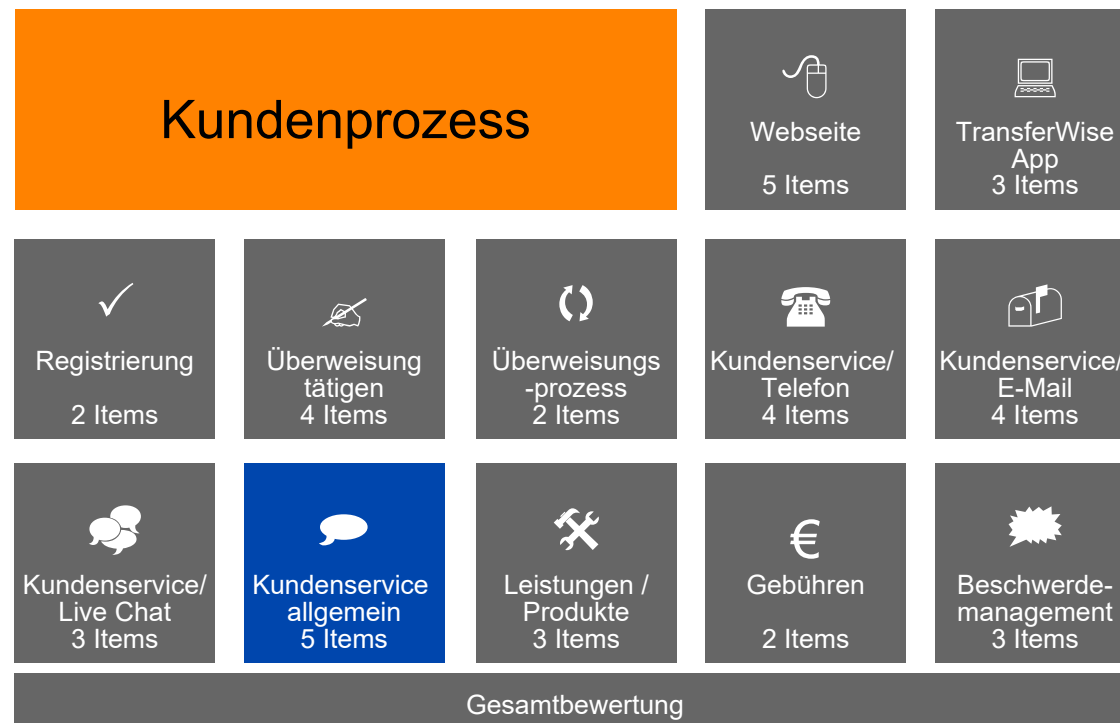 Kundenprozess
Webseite
5 Items
TransferWise
App
3 Items
Registrierung
2 Items
Überweisung
tätigen
4 Items
Überweisungs
-prozess
2 Items
Kundenservice/
Telefon
4 Items
Kundenservice/
E-Mail
4 Items
Kundenservice/
Live Chat
3 Items
Kundenservice
allgemein
5 Items
Leistungen /
Produkte
3 Items
€
Gebühren
2 Items
Beschwerde-
management
3 Items
Gesamtbewertung